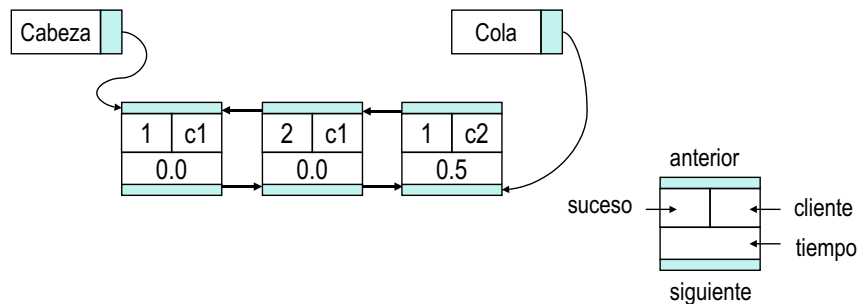 Cabeza
Cola
1 c1 2 c1 1 c2
0.0 0.0 0.5
anterior
suceso cliente
tiempo
siguiente